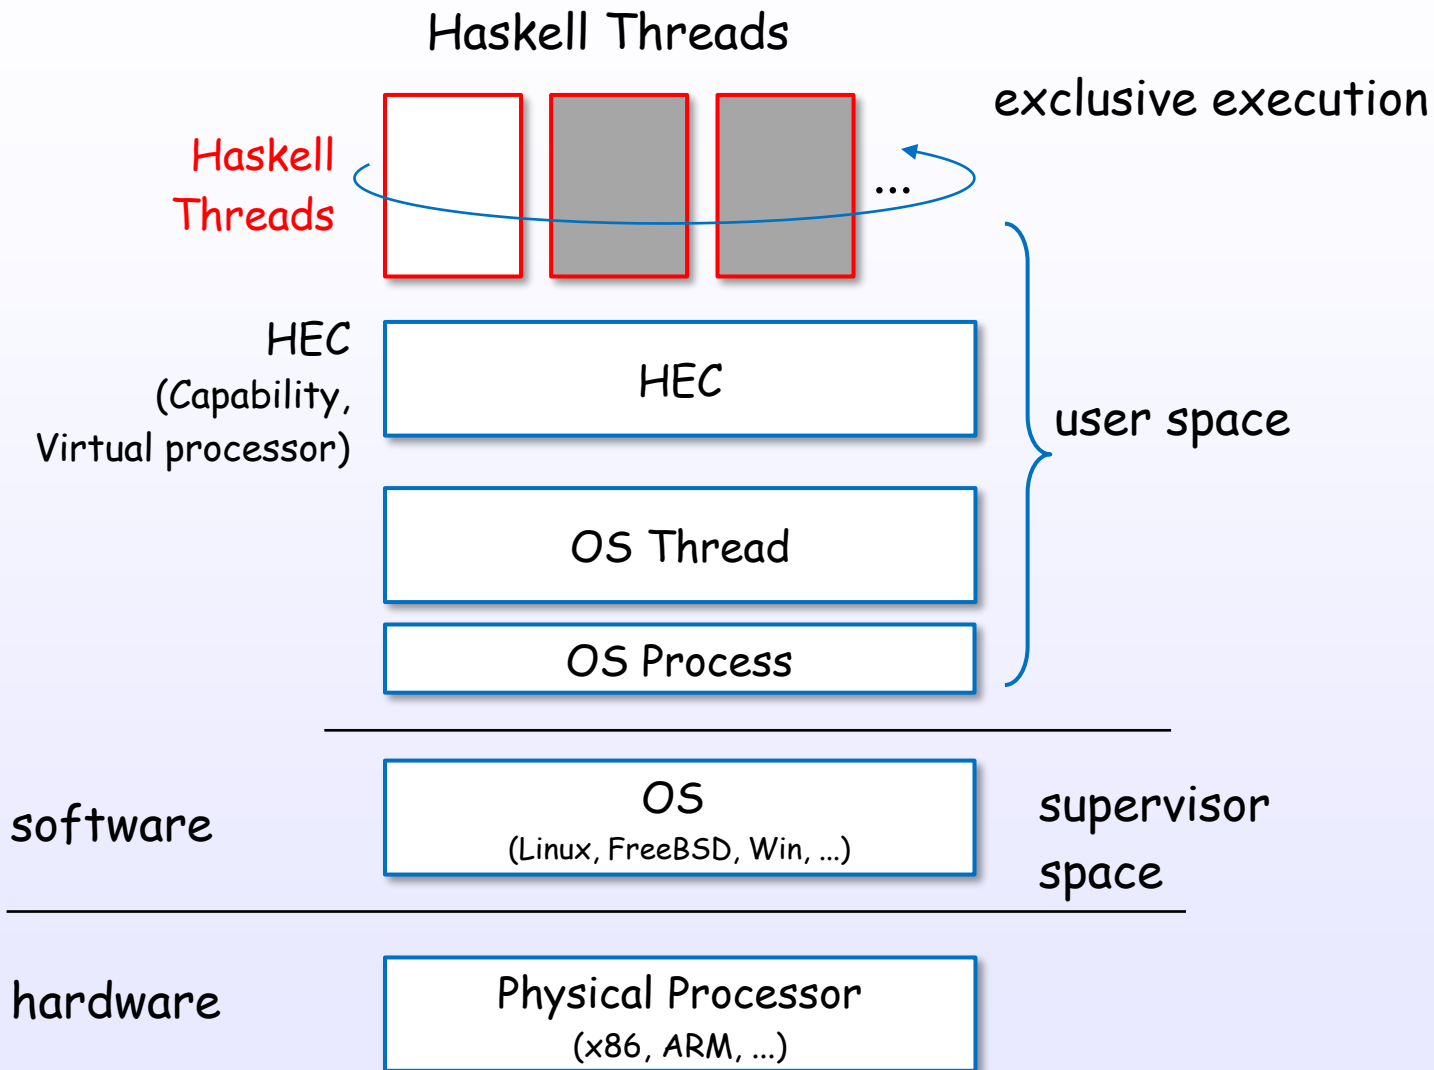 Haskell Threads
exclusive execution
Haskell
Threads
...
HEC
(Capability,
Virtual processor)
HEC
user space
OS Thread
OS Process
software
OS
(Linux, FreeBSD, Win, ...)
supervisor
space
hardware
Physical Processor
(x86, ARM, ...)